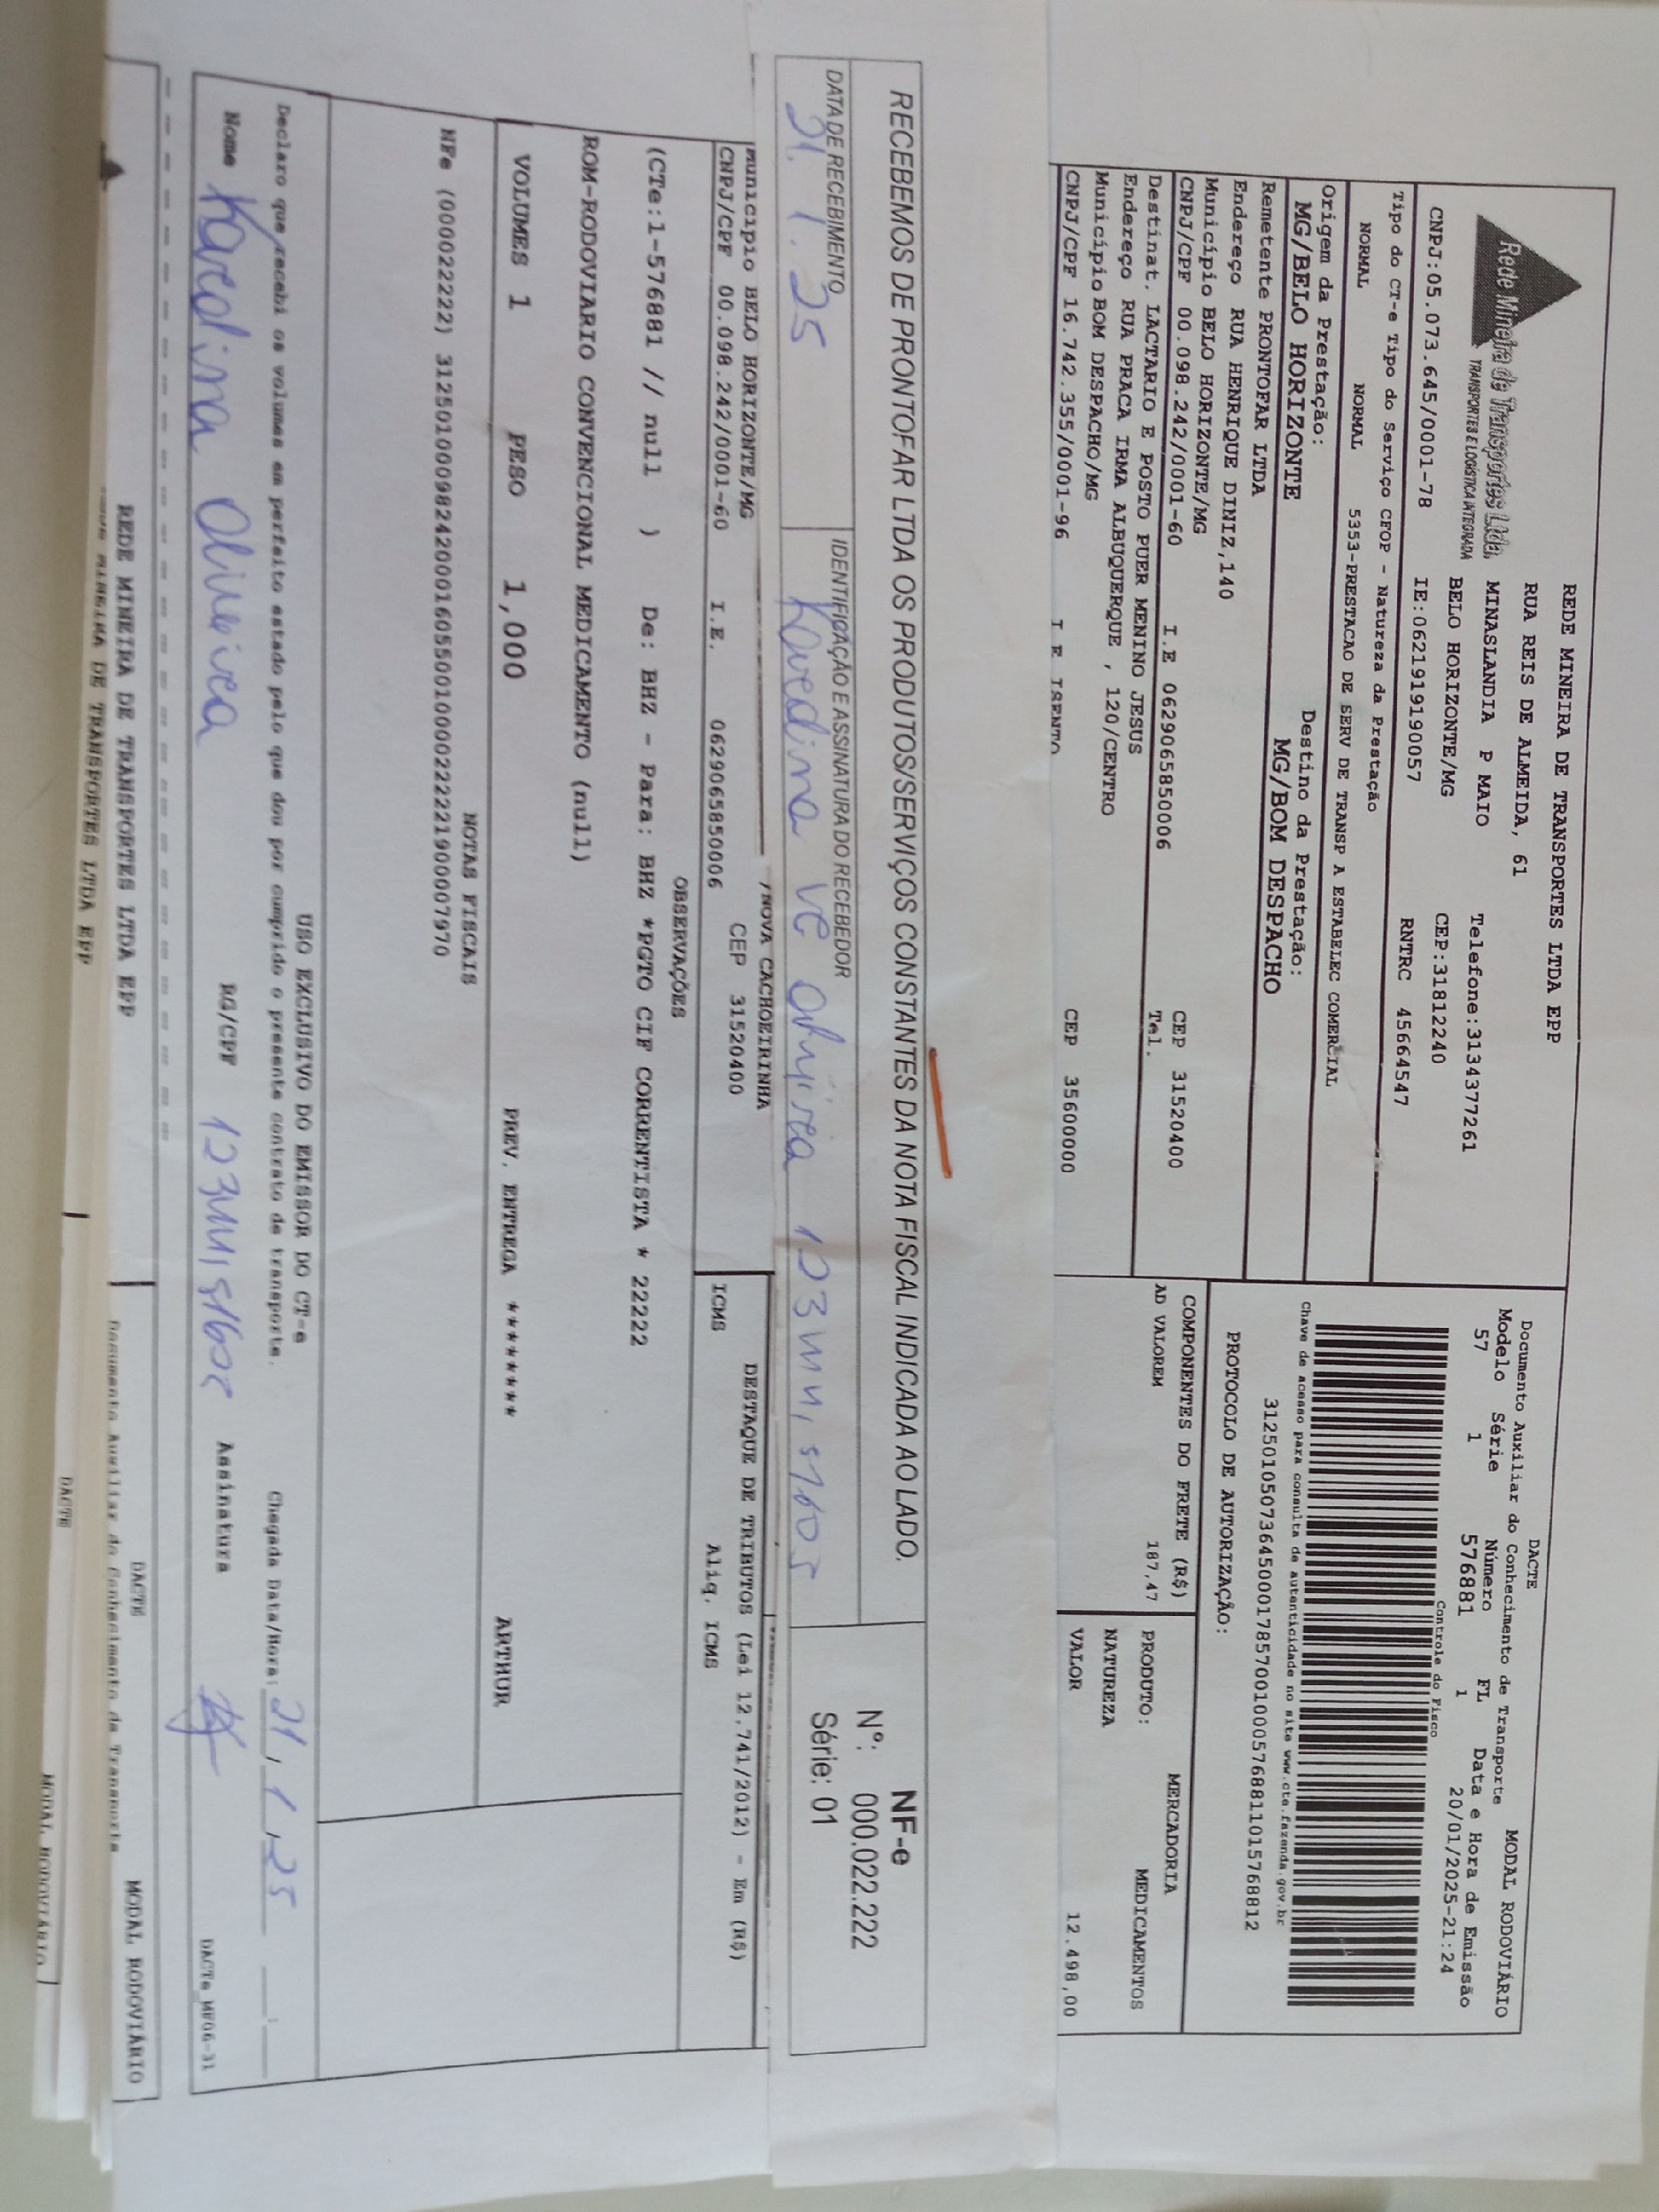 REDE MINEIRA DE TRANSPORTES LTDA EPP
RUA REIS DE ALMEIDA, 61
MINASLANDIA P MAIO Telefone:3134377261
BELO HORIZONTE/MG CEP:31812240
Rede Mineira de Transportes Ltda.
TRANSPORTES E LOGÍSTICA INTEGRADA
CNPJ:05.073.645/0001-78 IE:0621919190057 RNTRC 45664547
Tipo do CT-e Tipo do Serviço CFOP - Natureza da Prestação
NORMAL NORMAL 5353-PRESTACAO DE SERV DE TRANSP A ESTABELEC COMERCIAL
Origem da Prestação: Destino da Prestação:
MG/BELO HORIZONTE MG/BOM DESPACHO
Remetente PRONTOFAR LTDA
Endereço RUA HENRIQUE DINIZ,140
Município BELO HORIZONTE/MG CEP 31520400
CNPJ/CPF 00.098.242/0001-60 I.E 0629065850006 Tel.
Destinat. LACTARIO E POSTO PUER MENINO JESUS
Endereço RUA PRACA IRMA ALBUQUERQUE , 120/CENTRO
Município BOM DESPACHO/MG CEP 35600000
CNPJ/CPF 16.742.355/0001-96 I E ISENTO
DACTE MODAL RODOVIÁRIO
Documento Auxiliar do Conhecimento de Transporte
Modelo Série Número FL Data e Hora de Emissão
57 1 576881 1 20/01/2025-21:24
Controle do Fisco
Chave de acesso para consulta de autenticidade no site www.cte.fazenda.gov.br
31250105073645000178570010005768811015768812
PROTOCOLO DE AUTORIZAÇÃO:
COMPONENTES DO FRETE (R$) MERCADORIA
AD VALOREM 187,47 PRODUTO: MEDICAMENTOS
NATUREZA
VALOR 12.498,00
RECEBEMOS DE PRONTOFAR LTDA OS PRODUTOS/SERVIÇOS CONSTANTES DA NOTA FISCAL INDICADA AO LADO.
NF-e
Nº: 000.022.222
Série: 01
DATA DE RECEBIMENTO IDENTIFICAÇÃO E ASSINATURA DO RECEBEDOR
21. 1. 25 Karolina
/NOVA CACHOEIRINHA
Município BELO HORIZONTE/MG CEP 31520400
CNPJ/CPF 00.098.242/0001-60 I.E. 0629065850006
DESTAQUE DE TRIBUTOS (Lei 12.741/2012) - Em (R$)
ICMS Aliq. ICMS
OBSERVAÇÕES
(CTe:1-576881 // null ) De: BHZ - Para: BHZ *PGTO CIF CORRENTISTA * 22222
ROM-RODOVIARIO CONVENCIONAL MEDICAMENTO (null)
VOLUMES 1 PESO 1,000 PREV. ENTREGA ******** ARTHUR
NOTAS FISCAIS
NFe (000022222) 31250100098242000160550010000222221900007970
USO EXCLUSIVO DO EMISSOR DO CT-e
Declaro que recebi os volumes em perfeito estado pelo que dou por cumprido o presente contrato de transporte. Chegada Data/Hora: 21/1/25
Nome Karolina Oliveira RG/CPF Assinatura
DACTe MF06-31
REDE MINEIRA DE TRANSPORTES LTDA EPP DACTE MODAL RODOVIÁRIO
Documento Auxiliar do Conhecimento de Transporte
MINEIRA DE TRANSPORTES LTDA EPP DACTE MODAL RODOVIÁRIO